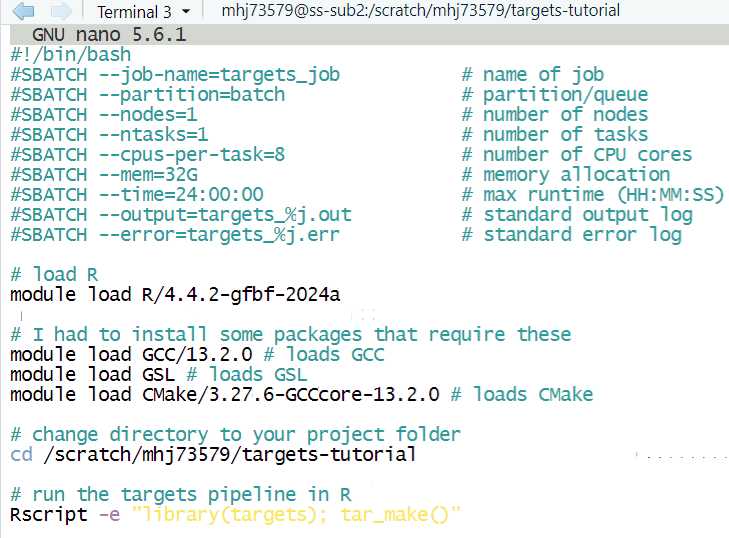 Terminal 3 mhj73579@ss-sub2:/scratch/mhj73579/targets-tutorial
GNU nano 5.6.1
#!/bin/bash
#SBATCH --job-name=targets_job # name of job
#SBATCH --partition=batch # partition/queue
#SBATCH --nodes=1 # number of nodes
#SBATCH --ntasks=1 # number of tasks
#SBATCH --cpus-per-task=8 # number of CPU cores
#SBATCH --mem=32G # memory allocation
#SBATCH --time=24:00:00 # max runtime (HH:MM:SS)
#SBATCH --output=targets_%j.out # standard output log
#SBATCH --error=targets_%j.err # standard error log
# load R
module load R/4.4.2-gfbf-2024a
# I had to install some packages that require these
module load GCC/13.2.0 # loads GCC
module load GSL # loads GSL
module load CMake/3.27.6-GCCcore-13.2.0 # loads CMake
# change directory to your project folder
cd /scratch/mhj73579/targets-tutorial
# run the targets pipeline in R
Rscript -e "library(targets); tar_make()"